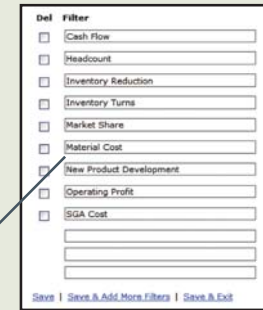 Del Filter
Cash Flow
Headcount
Inventory Reduction
Inventory Turns
Market Share
Material Cost
New Product Development
Operating Profit
SGA Cost
Save | Save & Add More Filters | Save & Exit